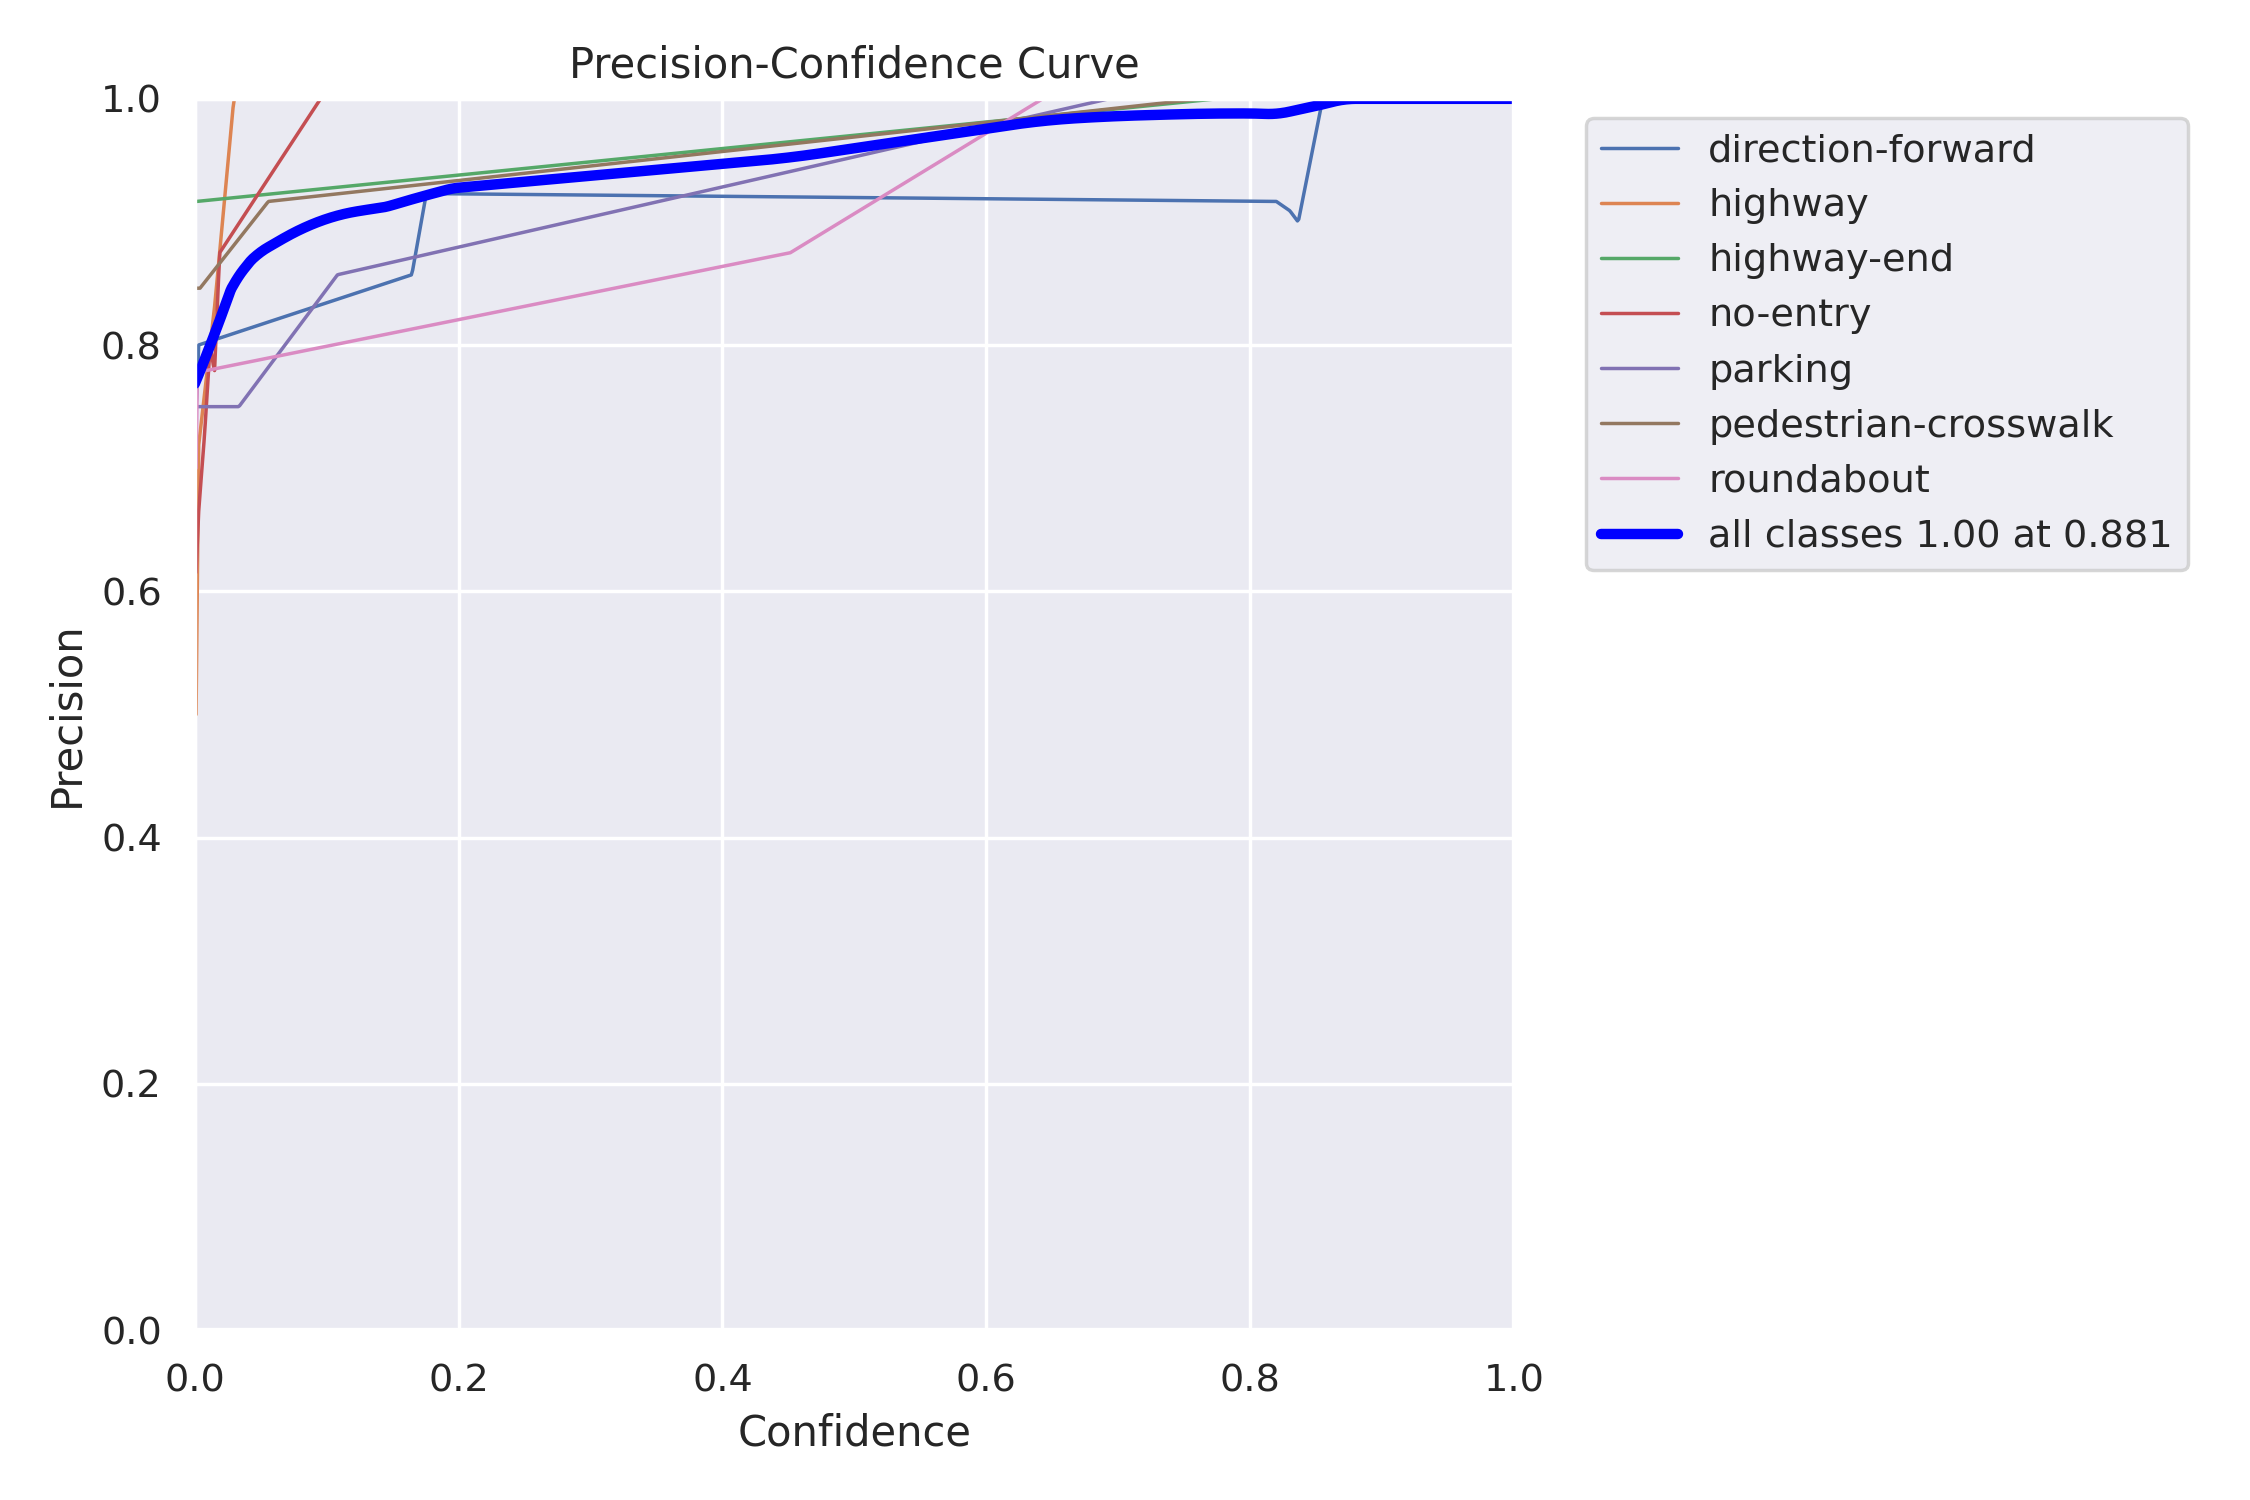 Precision-Confidence Curve
1.0
0.8
0.6
0.4
0.2
0.0
Precision
0.0 0.2 0.4 0.6 0.8 1.0
Confidence
direction-forward
highway
highway-end
no-entry
parking
pedestrian-crosswalk
roundabout
all classes 1.00 at 0.881